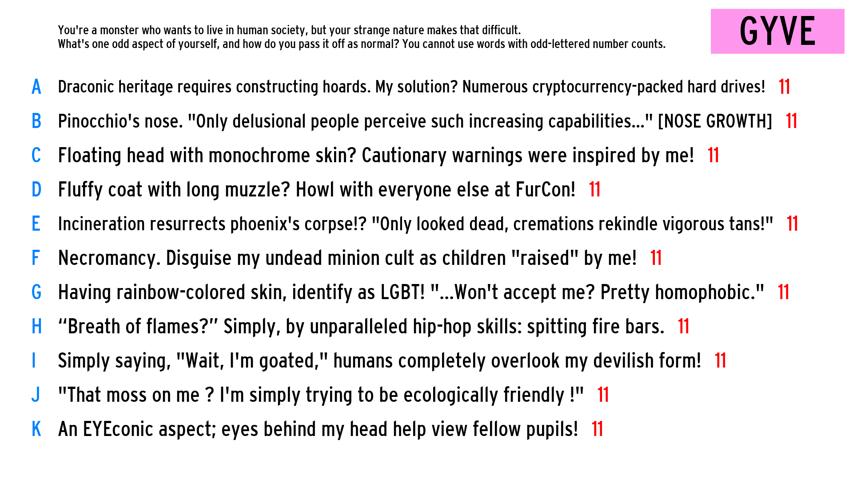 You're a monster who wants to live in human society, but your strange nature makes that difficult.
What's one odd aspect of yourself, and how do you pass it off as normal? You cannot use words with odd-lettered number counts.
GYVE
A Draconic heritage requires constructing hoards. My solution? Numerous cryptocurrency-packed hard drives! 11
B Pinocchio's nose. "Only delusional people perceive such increasing capabilities..." [NOSE GROWTH] 11
C Floating head with monochrome skin? Cautionary warnings were inspired by me! 11
D Fluffy coat with long muzzle? Howl with everyone else at FurCon! 11
E Incineration resurrects phoenix's corpse!? "Only looked dead, cremations rekindle vigorous tans!" 11
F Necromancy. Disguise my undead minion cult as children "raised" by me! 11
G Having rainbow-colored skin, identify as LGBT! "...Won't accept me? Pretty homophobic." 11
H “Breath of flames?” Simply, by unparalleled hip-hop skills: spitting fire bars. 11
I Simply saying, "Wait, I'm goated," humans completely overlook my devilish form! 11
J "That moss on me ? I'm simply trying to be ecologically friendly !" 11
K An EYEconic aspect; eyes behind my head help view fellow pupils! 11